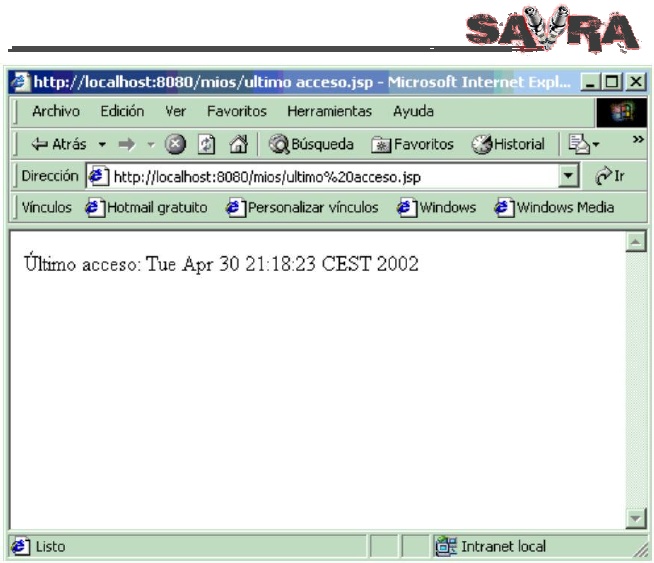 SAVRA
http://localhost:8080/mios/ultimo acceso.jsp - Microsoft Internet Expl...
Archivo Edición Ver Favoritos Herramientas Ayuda
Atrás Búsqueda Favoritos Historial »
Dirección http://localhost:8080/mios/ultimo%20acceso.jsp Ir
Vínculos Hotmail gratuito Personalizar vínculos Windows Windows Media
Último acceso: Tue Apr 30 21:18:23 CEST 2002
Listo Intranet local